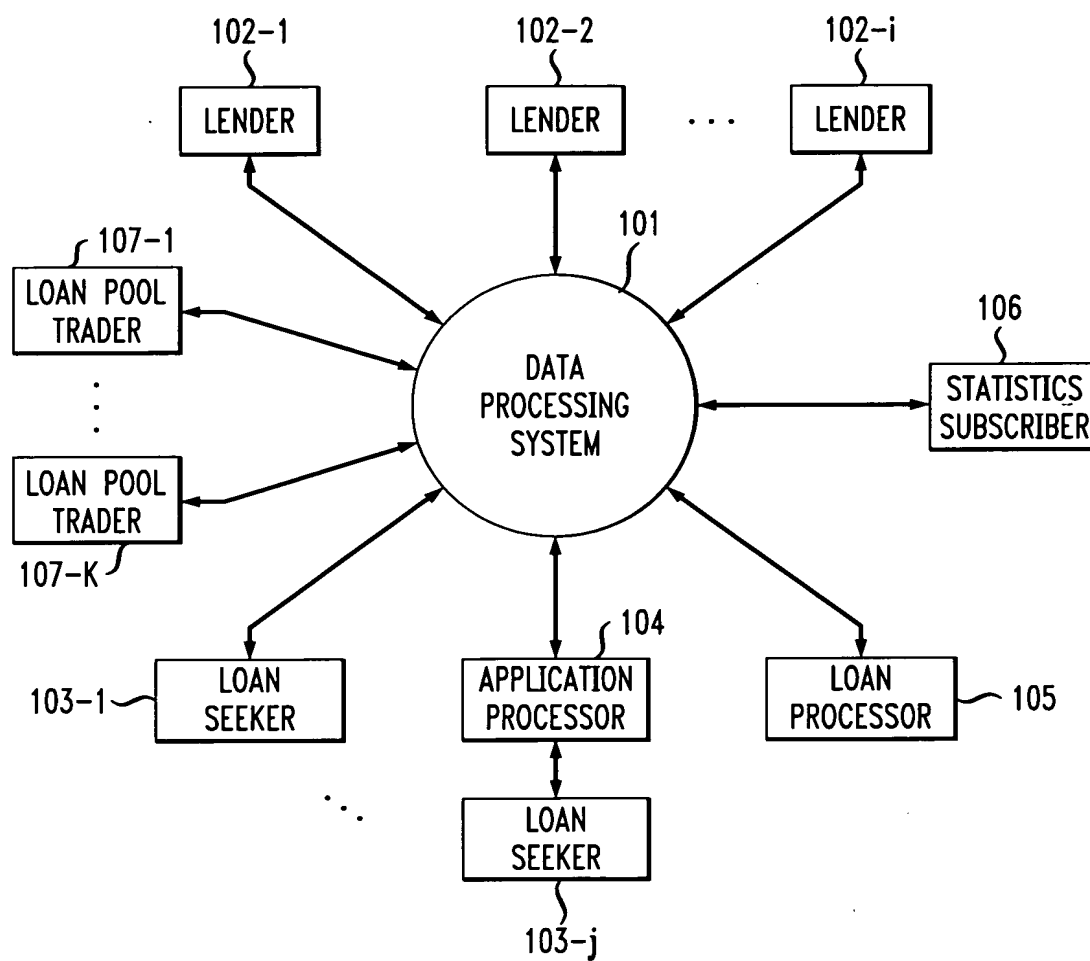 102-1
102-2
102-i
LENDER
LENDER
. . .
LENDER
107-1
101
LOAN POOL
TRADER
106
DATA
PROCESSING
SYSTEM
STATISTICS
SUBSCRIBER
LOAN POOL
TRADER
107-K
104
103-1
LOAN
SEEKER
APPLICATION
PROCESSOR
LOAN
PROCESSOR
105
LOAN
SEEKER
103-j